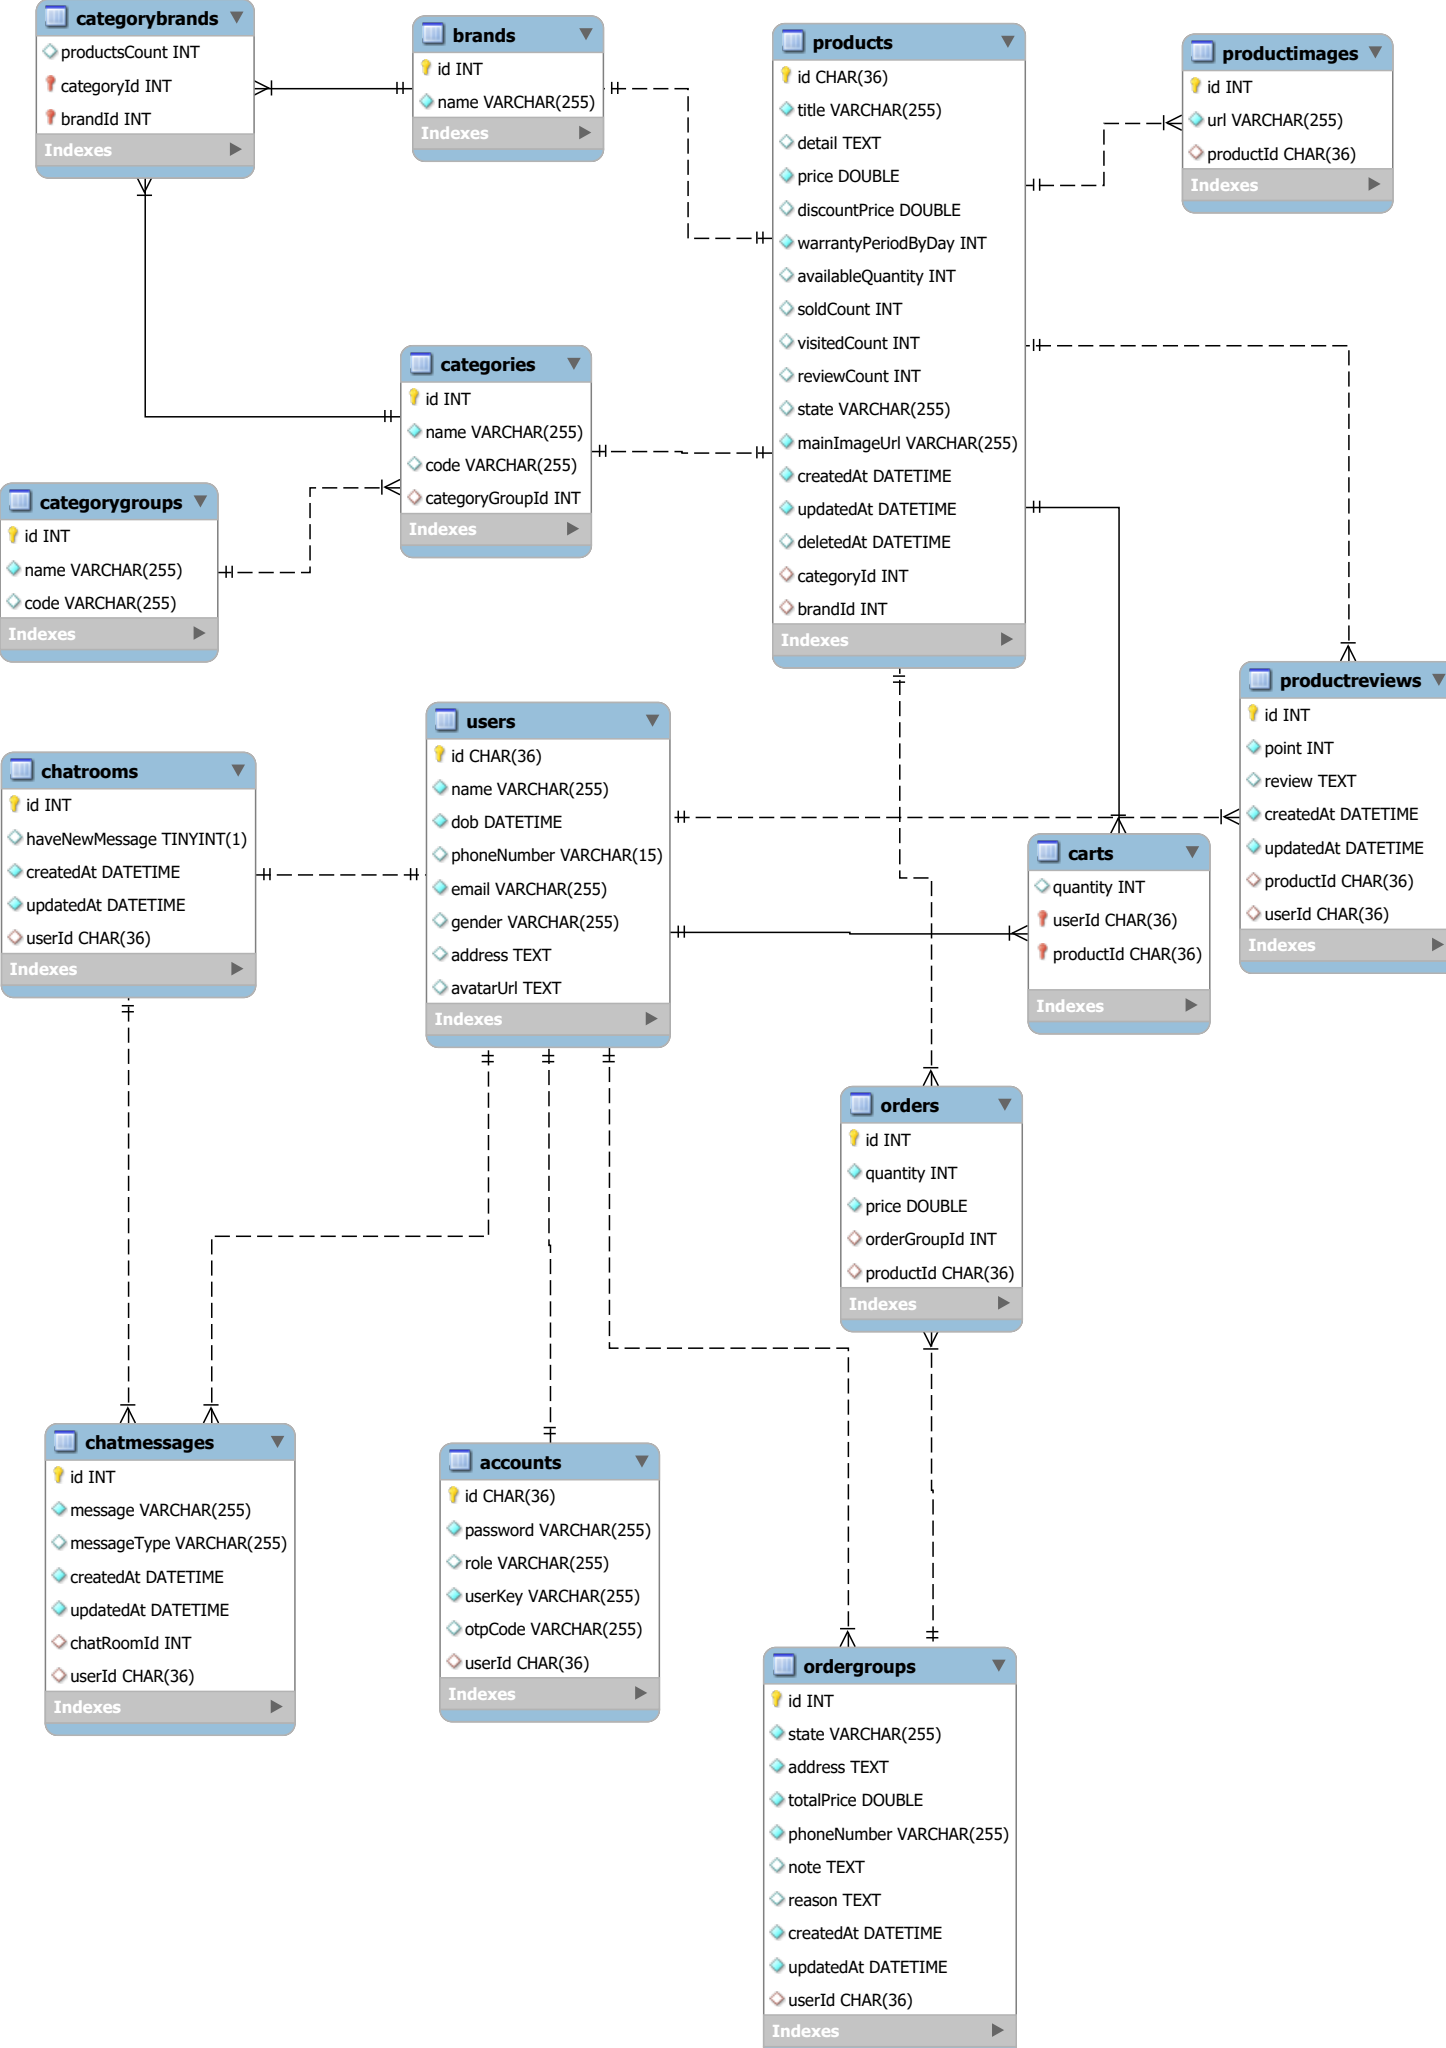 categorybrands
productsCount INT
categoryId INT
brandId INT
Indexes
brands
id INT
name VARCHAR(255)
Indexes
products
id CHAR(36)
title VARCHAR(255)
detail TEXT
price DOUBLE
discountPrice DOUBLE
warrantyPeriodByDay INT
availableQuantity INT
soldCount INT
visitedCount INT
reviewCount INT
state VARCHAR(255)
mainImageUrl VARCHAR(255)
createdAt DATETIME
updatedAt DATETIME
deletedAt DATETIME
categoryId INT
brandId INT
Indexes
productimages
id INT
url VARCHAR(255)
productId CHAR(36)
Indexes
categories
id INT
name VARCHAR(255)
code VARCHAR(255)
categoryGroupId INT
Indexes
categorygroups
id INT
name VARCHAR(255)
code VARCHAR(255)
Indexes
productreviews
id INT
point INT
review TEXT
createdAt DATETIME
updatedAt DATETIME
productId CHAR(36)
userId CHAR(36)
Indexes
users
id CHAR(36)
name VARCHAR(255)
dob DATETIME
phoneNumber VARCHAR(15)
email VARCHAR(255)
gender VARCHAR(255)
address TEXT
avatarUrl TEXT
Indexes
chatrooms
id INT
haveNewMessage TINYINT(1)
createdAt DATETIME
updatedAt DATETIME
userId CHAR(36)
Indexes
carts
quantity INT
userId CHAR(36)
productId CHAR(36)
Indexes
orders
id INT
quantity INT
price DOUBLE
orderGroupId INT
productId CHAR(36)
Indexes
chatmessages
id INT
message VARCHAR(255)
messageType VARCHAR(255)
createdAt DATETIME
updatedAt DATETIME
chatRoomId INT
userId CHAR(36)
Indexes
accounts
id CHAR(36)
password VARCHAR(255)
role VARCHAR(255)
userKey VARCHAR(255)
otpCode VARCHAR(255)
userId CHAR(36)
Indexes
ordergroups
id INT
state VARCHAR(255)
address TEXT
totalPrice DOUBLE
phoneNumber VARCHAR(255)
note TEXT
reason TEXT
createdAt DATETIME
updatedAt DATETIME
userId CHAR(36)
Indexes